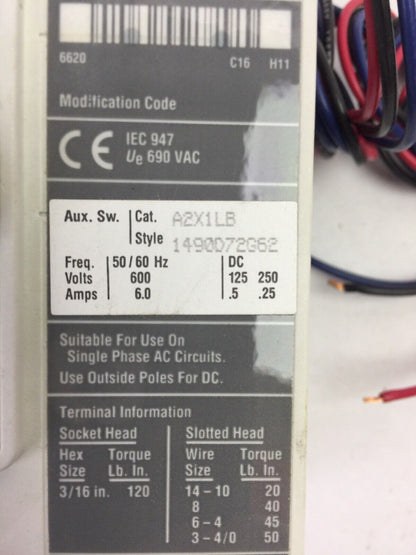 6620 C16 H11
Modification Code
CE IEC 947
Ue 690 VAC
Aux. Sw. Cat. A2X1LB
Style 1490D72G62
Freq. 50/60 Hz DC
Volts 600 125 250
Amps 6.0 .5 .25
Suitable For Use On
Single Phase AC Circuits.
Use Outside Poles For DC.
Terminal Information
Socket Head Slotted Head
Hex Torque Wire Torque
Size Lb. In. Size Lb. In.
3/16 in. 120 14-10 20
8 40
6-4 45
3-4/0 50